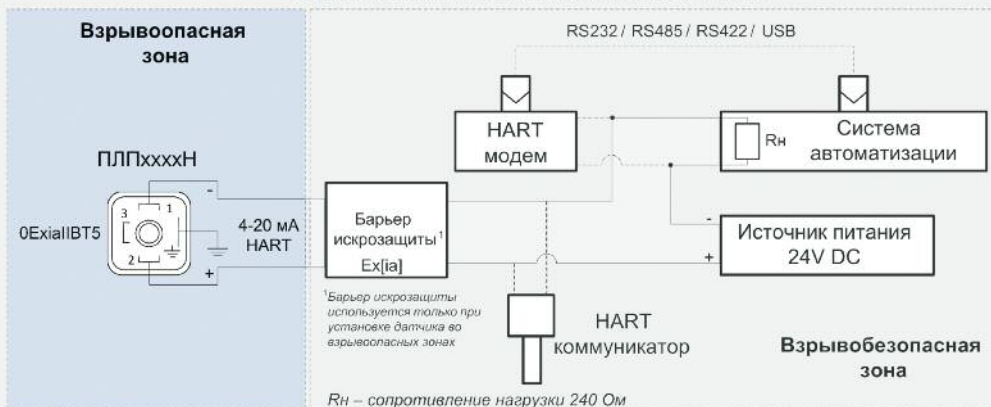 Взрывоопасная
зона
RS232 / RS485 / RS422 / USB
HART
модем
Rн
Система
автоматизации
ПЛПххххН
0ExiaIIBT5
3
1
2
-
+
4-20 мА
HART
Барьер
искрозащиты¹
Ex[ia]
-
+
Источник питания
24V DC
¹Барьер искрозащиты
используется только при
установке датчика во
взрывоопасных зонах
HART
коммуникатор
Взрывобезопасная
зона
Rн – сопротивление нагрузки 240 Ом